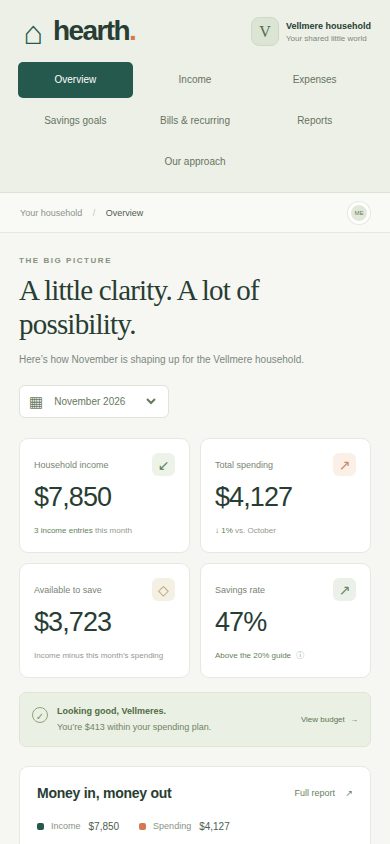 hearth.
V
Vellmere household
Your shared little world
Overview
Income
Expenses
Savings goals
Bills & recurring
Reports
Our approach
Your household / Overview
ME
THE BIG PICTURE
A little clarity. A lot of
possibility.
Here's how November is shaping up for the Vellmere household.
November 2026
Household income
$7,850
3 income entries this month
Total spending
$4,127
↓ 1% vs. October
Available to save
$3,723
Income minus this month's spending
Savings rate
47%
Above the 20% guide ⓘ
Looking good, Vellmeres.
You're $413 within your spending plan.
View budget →
Money in, money out
Full report ↗
Income $7,850
Spending $4,127